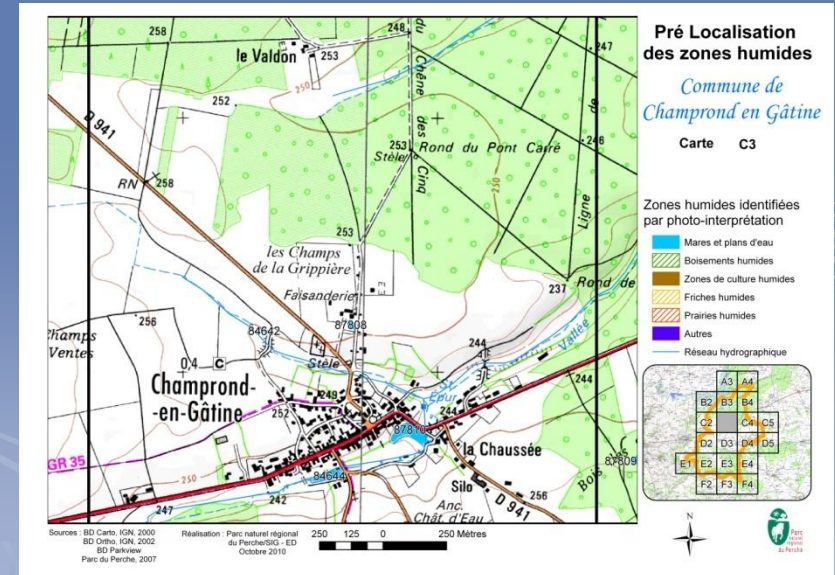 Pré Localisation
des zones humides
Commune de
Champrond en Gâtine
Carte C3
Zones humides identifiées
par photo-interprétation
Mares et plans d'eau
Boisements humides
Zones de culture humides
Friches humides
Prairies humides
Autres
Réseau hydrographique
A3 A4
B2 B3 B4
C2 C4 C5
D2 D3 D4 D5
E1 E2 E3 E4
F2 F3 F4
N
Parc
naturel
régional
du Perche
258
le Valdon
253
248
247
du Chêne des Cinq
252
250
D 941
246
253
Stèle
Rond du Pont Carré
RN
258
250
Ligne de
253
les Champs
de la Grippière
237
Rond de
Faisanderie
256
84642
87808
Champs
Ventes
0,4
C
Stèle
244
Vallée
Champrond-
-en-Gâtine
249
252
244
St. Epur.
244
GR 35
87810
la Chaussée
87809
Bois des
250
84644
Silo
D 941
256
247
242
Anc.
Chât. d'Eau
Sources : BD Carto, IGN, 2000
BD Ortho, IGN, 2002
BD Parkview
Parc du Perche, 2007
Réalisation : Parc naturel régional
du Perche/SIG - ED
Octobre 2010
250 125 0 250 Mètres